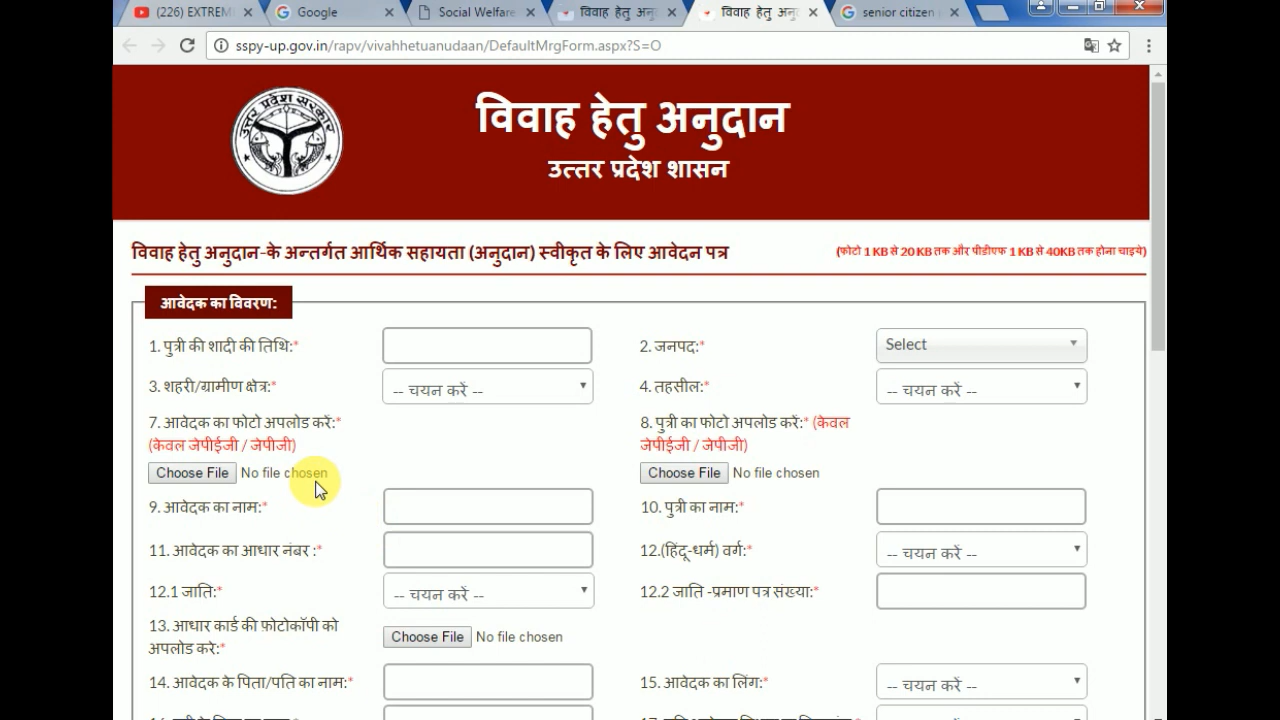 (226) EXTREM
Google
Social Welfare
विवाह हेतु अनु
विवाह हेतु अनु
senior citizen
sspy-up.gov.in/rapv/vivahhetuanudaan/DefaultMrgForm.aspx?S=O
उत्तर प्रदेश सरकार
विवाह हेतु अनुदान
उत्तर प्रदेश शासन
विवाह हेतु अनुदान-के अन्तर्गत आर्थिक सहायता (अनुदान) स्वीकृत के लिए आवेदन पत्र
(फोटो 1 KB से 20 KB तक और पीडीएफ 1 KB से 40KB तक होना चाइये)
आवेदक का विवरण:
1. पुत्री की शादी की तिथि:*
2. जनपद:*
Select
3. शहरी/ग्रामीण क्षेत्र:*
-- चयन करें --
4. तहसील:*
-- चयन करें --
7. आवेदक का फोटो अपलोड करें:*
(केवल जेपीईजी / जेपीजी)
Choose File No file chosen
8. पुत्री का फोटो अपलोड करें:* (केवल
जेपीईजी / जेपीजी)
Choose File No file chosen
9. आवेदक का नाम:*
10. पुत्री का नाम:*
11. आवेदक का आधार नंबर :*
12.(हिंदू-धर्म) वर्ग:*
-- चयन करें --
12.1 जाति:*
-- चयन करें --
12.2 जाति -प्रमाण पत्र संख्या:*
13. आधार कार्ड की फ़ोटोकॉपी को
अपलोड करे:*
Choose File No file chosen
14. आवेदक के पिता/पति का नाम:*
15. आवेदक का लिंग:*
-- चयन करें --